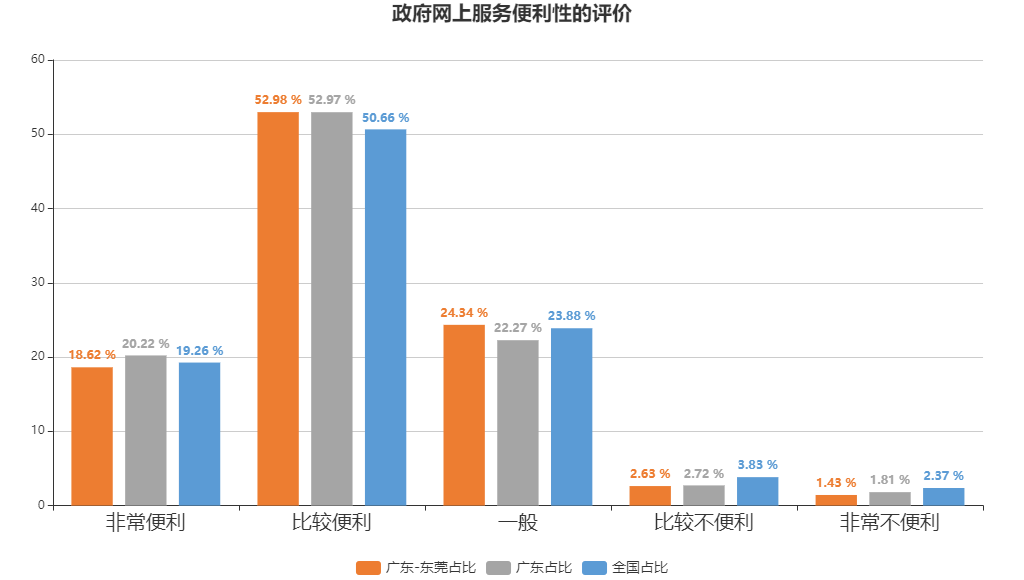 政府网上服务便利性的评价
60
50
40
30
20
10
0
18.62 %
20.22 %
19.26 %
52.98 %
52.97 %
50.66 %
24.34 %
22.27 %
23.88 %
2.63 %
2.72 %
3.83 %
1.43 %
1.81 %
2.37 %
非常便利
比较便利
一般
比较不便利
非常不便利
广东-东莞占比
广东占比
全国占比